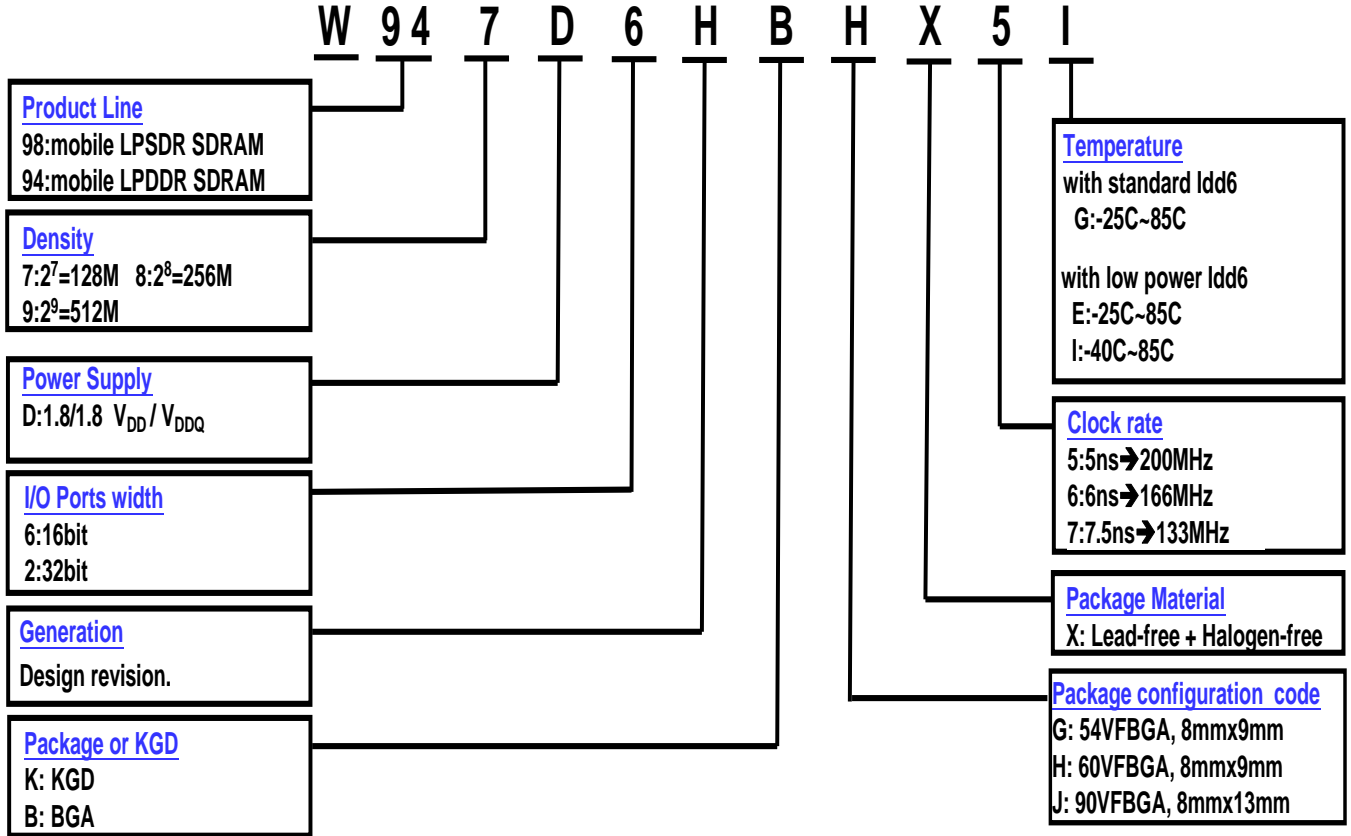 W 94 7 D 6 H B H X 5 I
Product Line
98:mobile LPSDR SDRAM
94:mobile LPDDR SDRAM
Density
7:2⁷=128M 8:2⁸=256M
9:2⁹=512M
Power Supply
D:1.8/1.8 V_DD / V_DDQ
I/O Ports width
6:16bit
2:32bit
Generation
Design revision.
Package or KGD
K: KGD
B: BGA
Temperature
with standard Idd6
G:-25C~85C
with low power Idd6
E:-25C~85C
I:-40C~85C
Clock rate
5:5ns➔200MHz
6:6ns➔166MHz
7:7.5ns➔133MHz
Package Material
X: Lead-free + Halogen-free
Package configuration code
G: 54VFBGA, 8mmx9mm
H: 60VFBGA, 8mmx9mm
J: 90VFBGA, 8mmx13mm